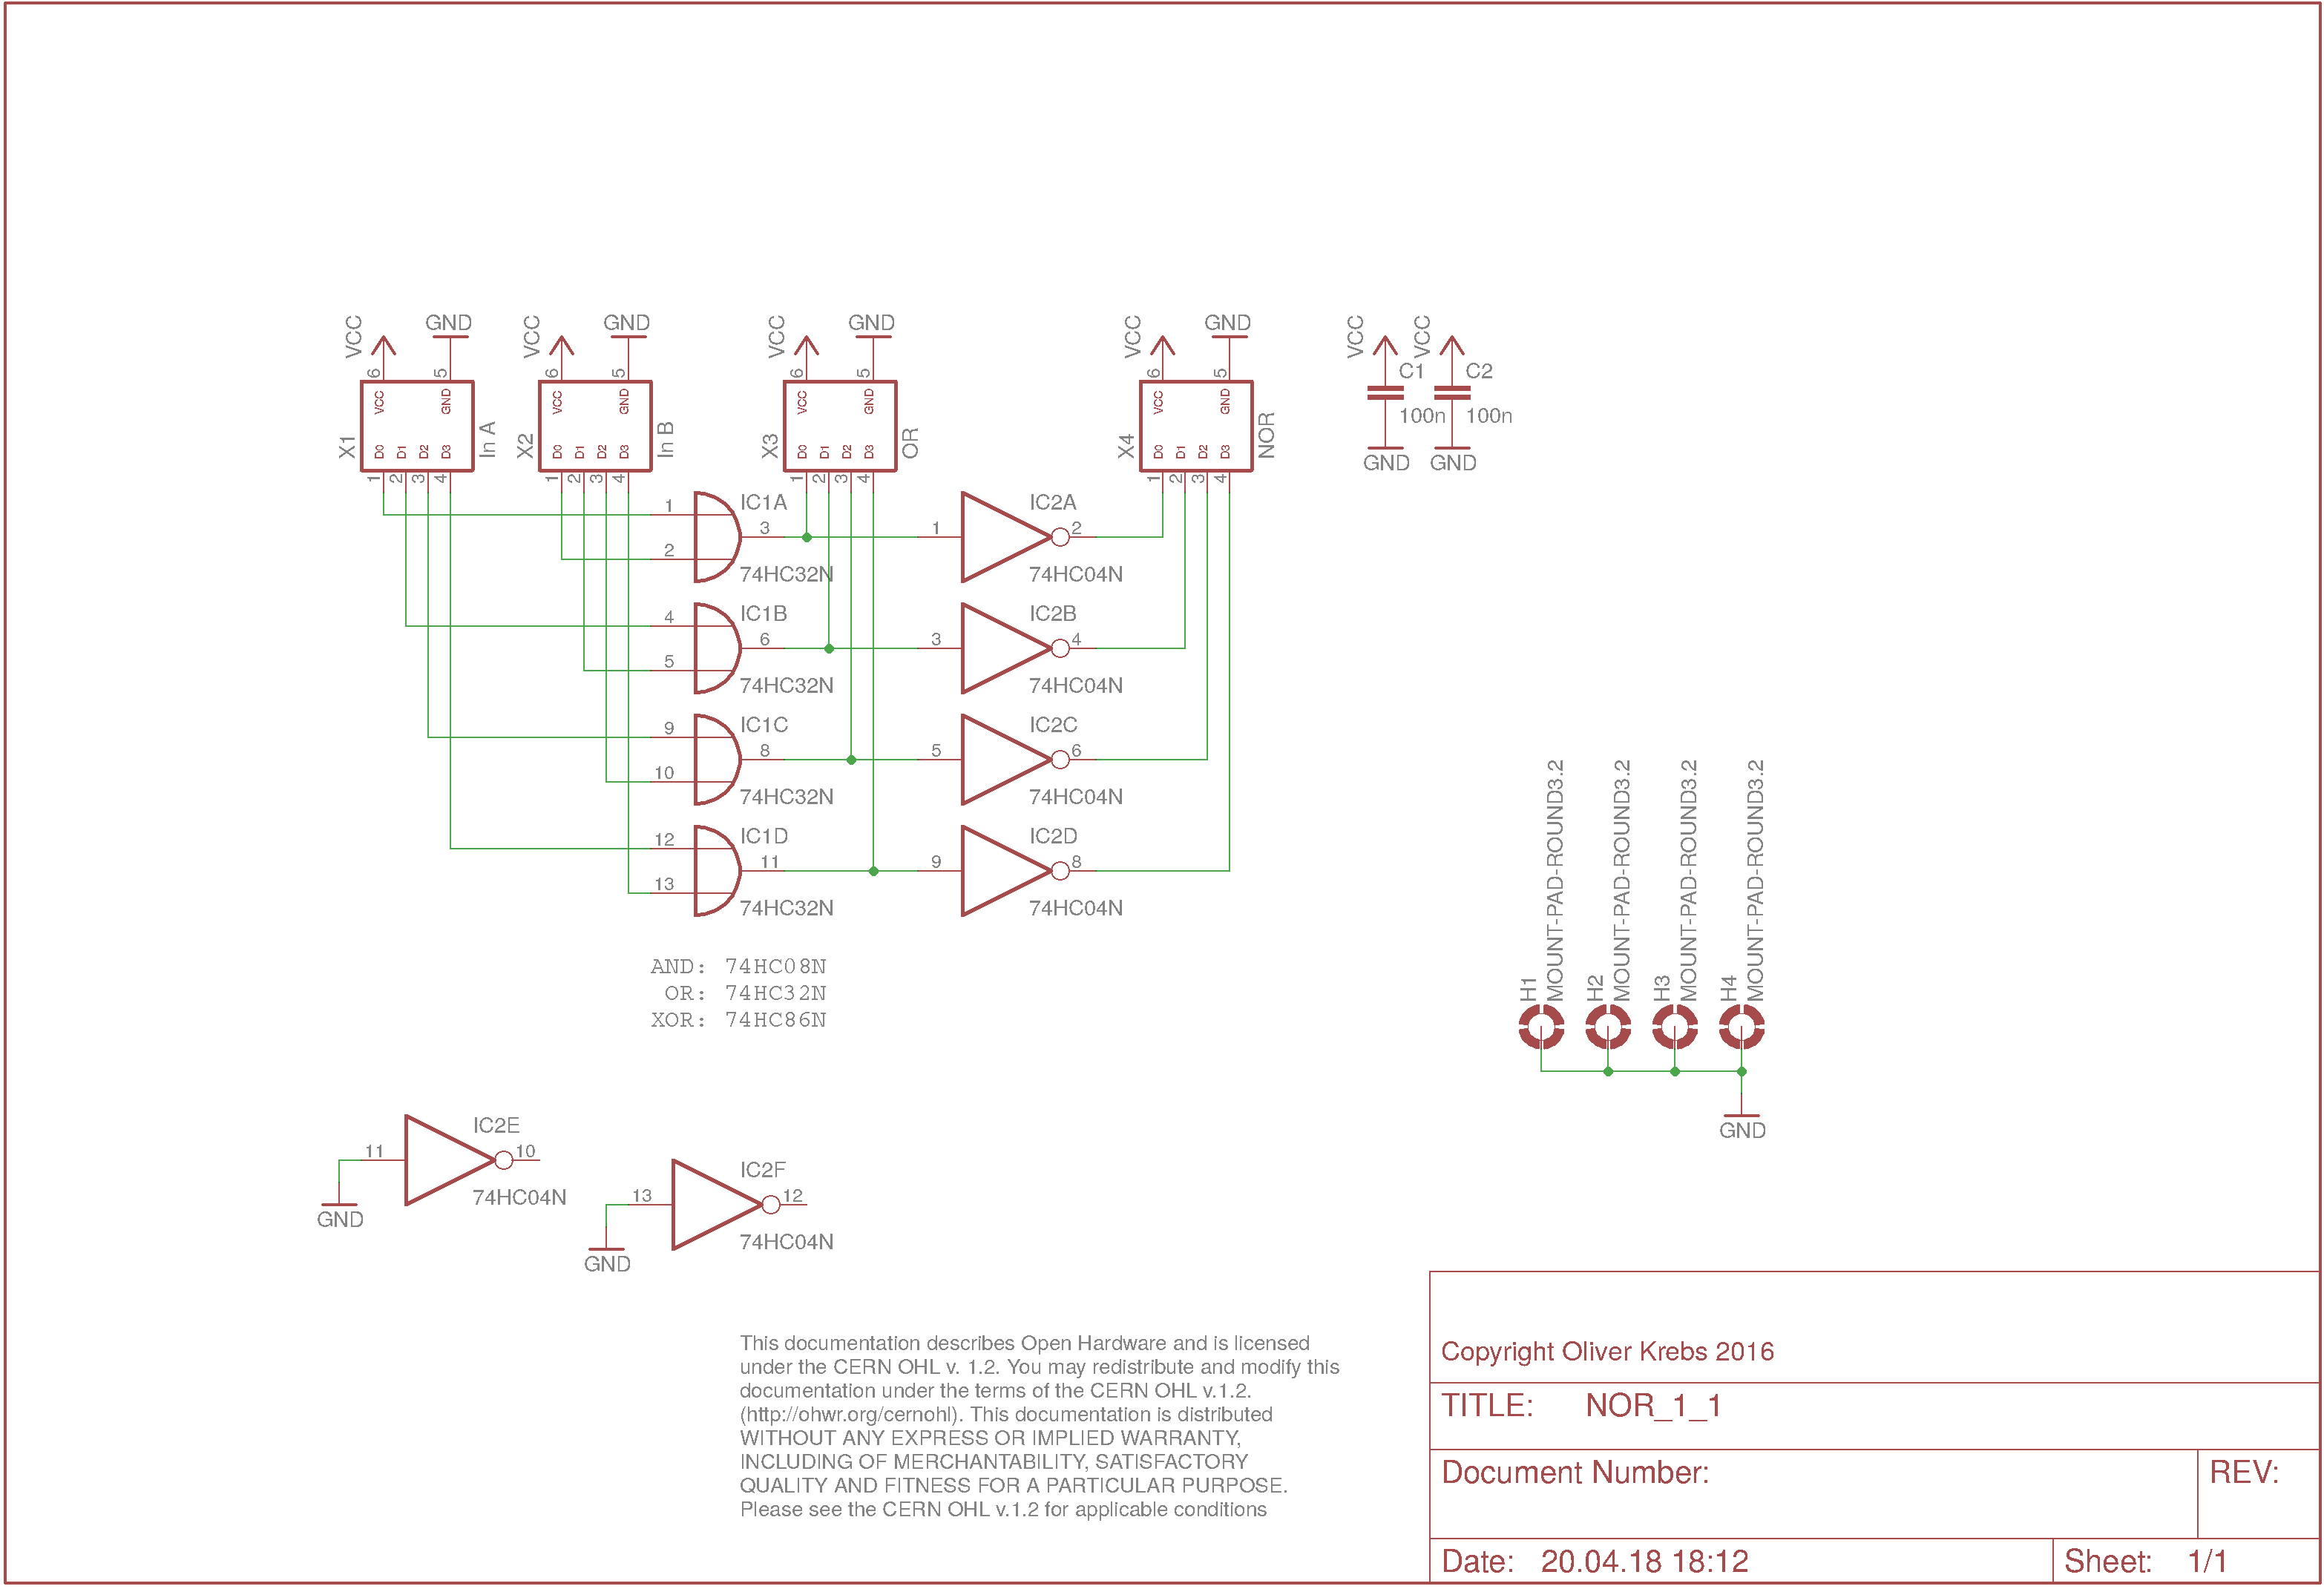 VCC GND VCC GND VCC GND VCC GND VCC VCC
6 5 6 5 6 5 6 5 C1 C2
VCC GND VCC GND VCC GND VCC GND 100n 100n
X1 In A X2 In B X3 OR X4 NOR
D0 D1 D2 D3 D0 D1 D2 D3 D0 D1 D2 D3 D0 D1 D2 D3 GND GND
1 2 3 4 1 2 3 4 1 2 3 4 1 2 3 4
1 IC1A IC2A
3 1 2
2
74HC32N 74HC04N
4 IC1B IC2B
6 3 4
5
74HC32N 74HC04N
9 IC1C IC2C
8 5 6
10
74HC32N 74HC04N
12 IC1D IC2D
11 9 8
13
74HC32N 74HC04N
AND: 74HC08N
OR: 74HC32N
XOR: 74HC86N
H1 MOUNT-PAD-ROUND3.2
H2 MOUNT-PAD-ROUND3.2
H3 MOUNT-PAD-ROUND3.2
H4 MOUNT-PAD-ROUND3.2
GND
IC2E
11 10
74HC04N
GND
IC2F
13 12
74HC04N
GND
This documentation describes Open Hardware and is licensed
under the CERN OHL v. 1.2. You may redistribute and modify this
documentation under the terms of the CERN OHL v.1.2.
(http://ohwr.org/cernohl). This documentation is distributed
WITHOUT ANY EXPRESS OR IMPLIED WARRANTY,
INCLUDING OF MERCHANTABILITY, SATISFACTORY
QUALITY AND FITNESS FOR A PARTICULAR PURPOSE.
Please see the CERN OHL v.1.2 for applicable conditions
Copyright Oliver Krebs 2016
TITLE: NOR_1_1
Document Number: REV:
Date: 20.04.18 18:12 Sheet: 1/1